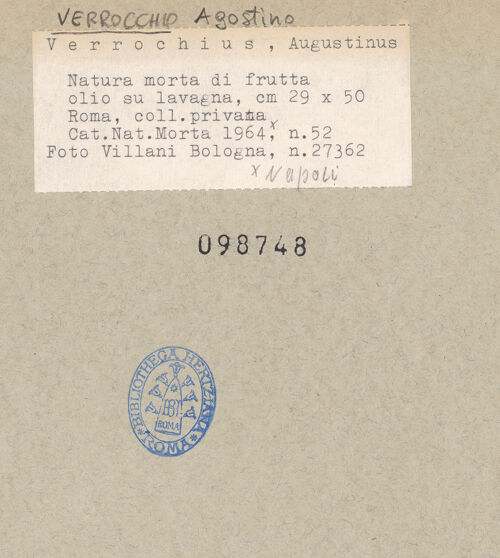 VERROCCHIO Agostino
Verrochius, Augustinus
Natura morta di frutta
olio su lavagna, cm 29 x 50
Roma, coll.privata
Cat.Nat.Morta 1964,x n.52
Foto Villani Bologna, n.27362
x Napoli
098748
BIBLIOTHECA HERTZIANA
ROMA
*ROMA*